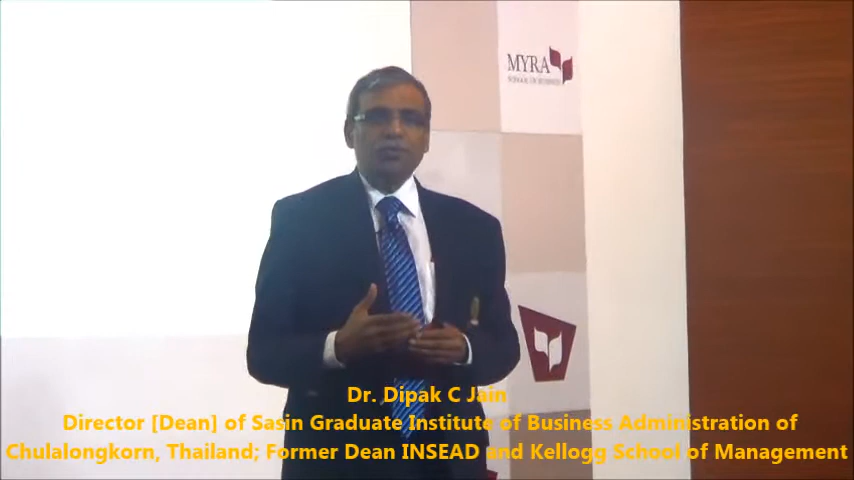 MYRA
SCHOOL OF BUSINESS
Dr. Dipak C Jain
Director [Dean] of Sasin Graduate Institute of Business Administration of
Chulalongkorn, Thailand; Former Dean INSEAD and Kellogg School of Management